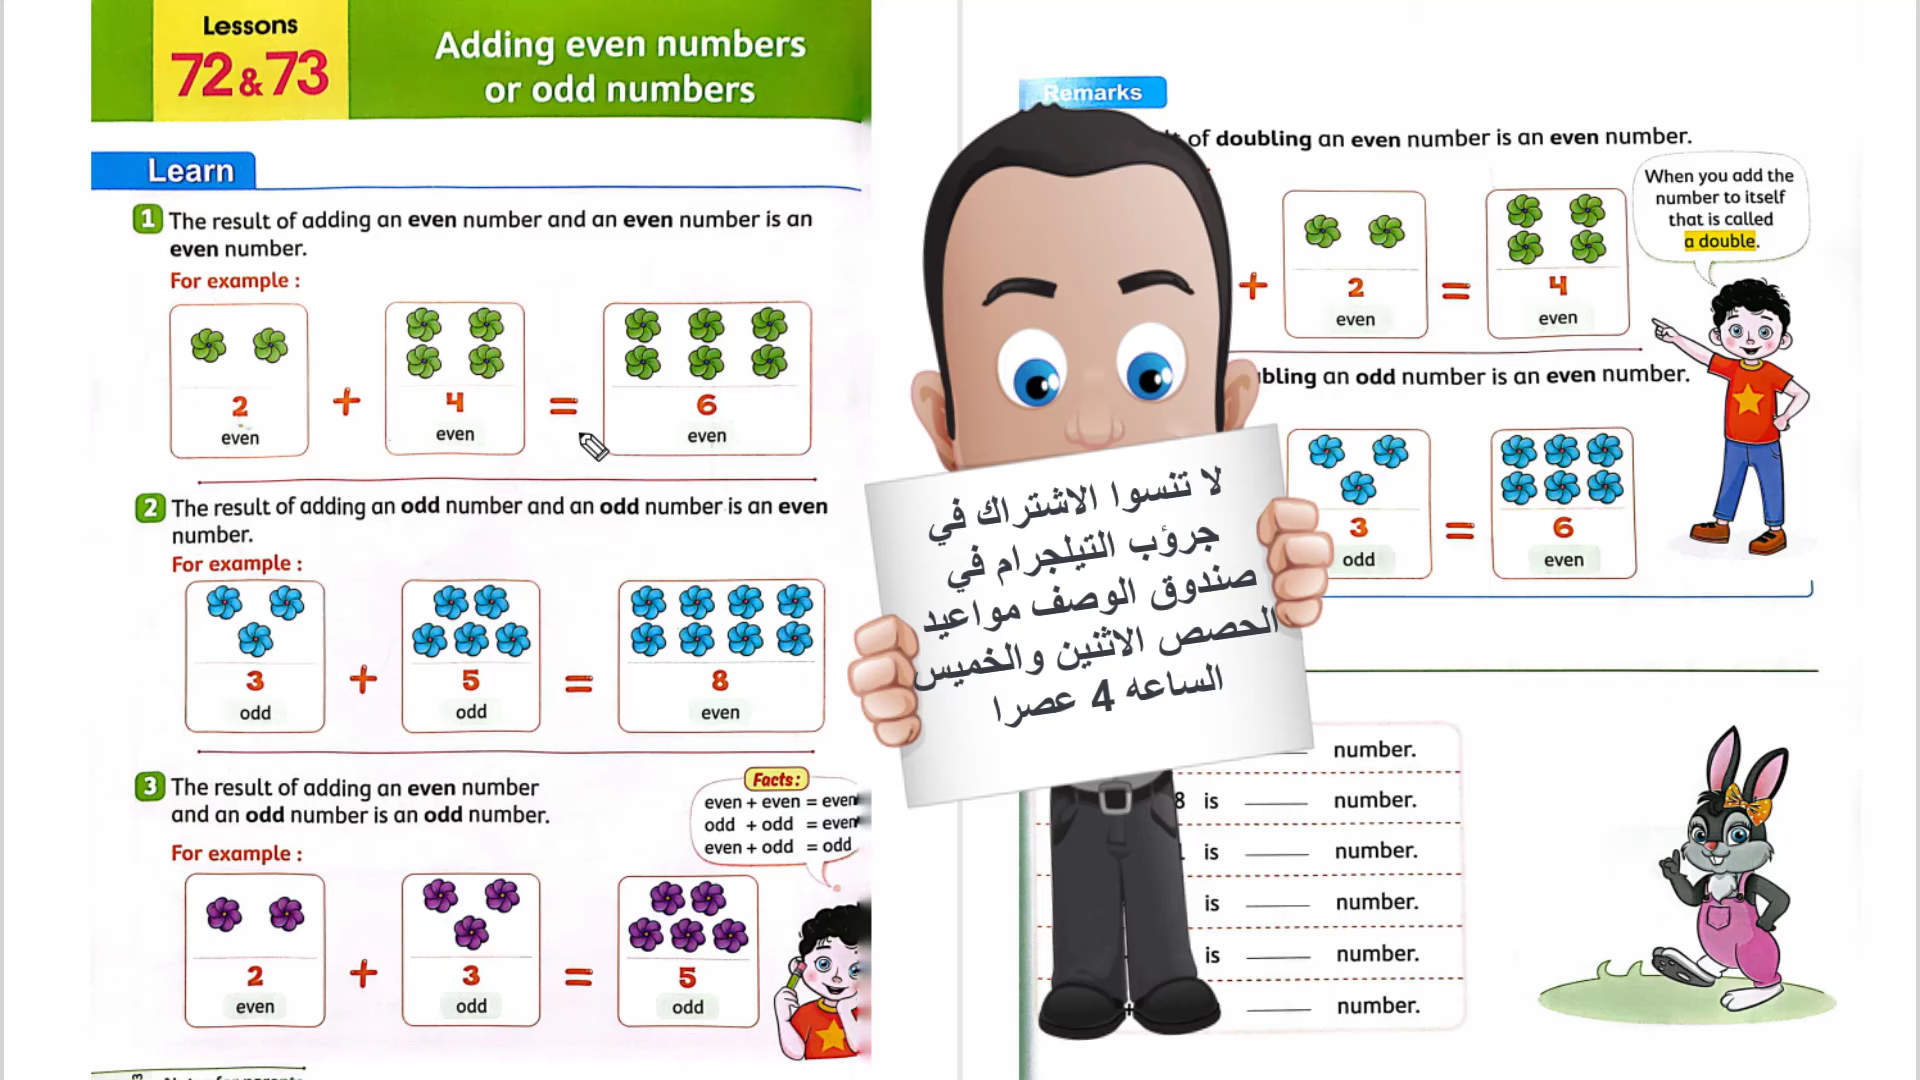 Lessons
72 & 73
Adding even numbers
or odd numbers
Learn
1 The result of adding an even number and an even number is an
even number.
For example :
2 + 4 = 6
even even even
2 The result of adding an odd number and an odd number is an even
number.
For example :
3 + 5 = 8
odd odd even
3 The result of adding an even number
and an odd number is an odd number.
For example :
Facts :
even + even = even
odd + odd = even
even + odd = odd
2 + 3 = 5
even odd odd
Remarks
of doubling an even number is an even number.
When you add the
number to itself
that is called
a double.
+ 2 = 4
even even
an odd number is an even number.
3 = 6
odd even
لا تنسوا الاشتراك في
جرؤب التيلجرام في
صندوق الوصف مواعيد
الحصص الاثنين والخميس
الساعه 4 عصرا
number.
8 is number.
is number.
is number.
is number.
number.